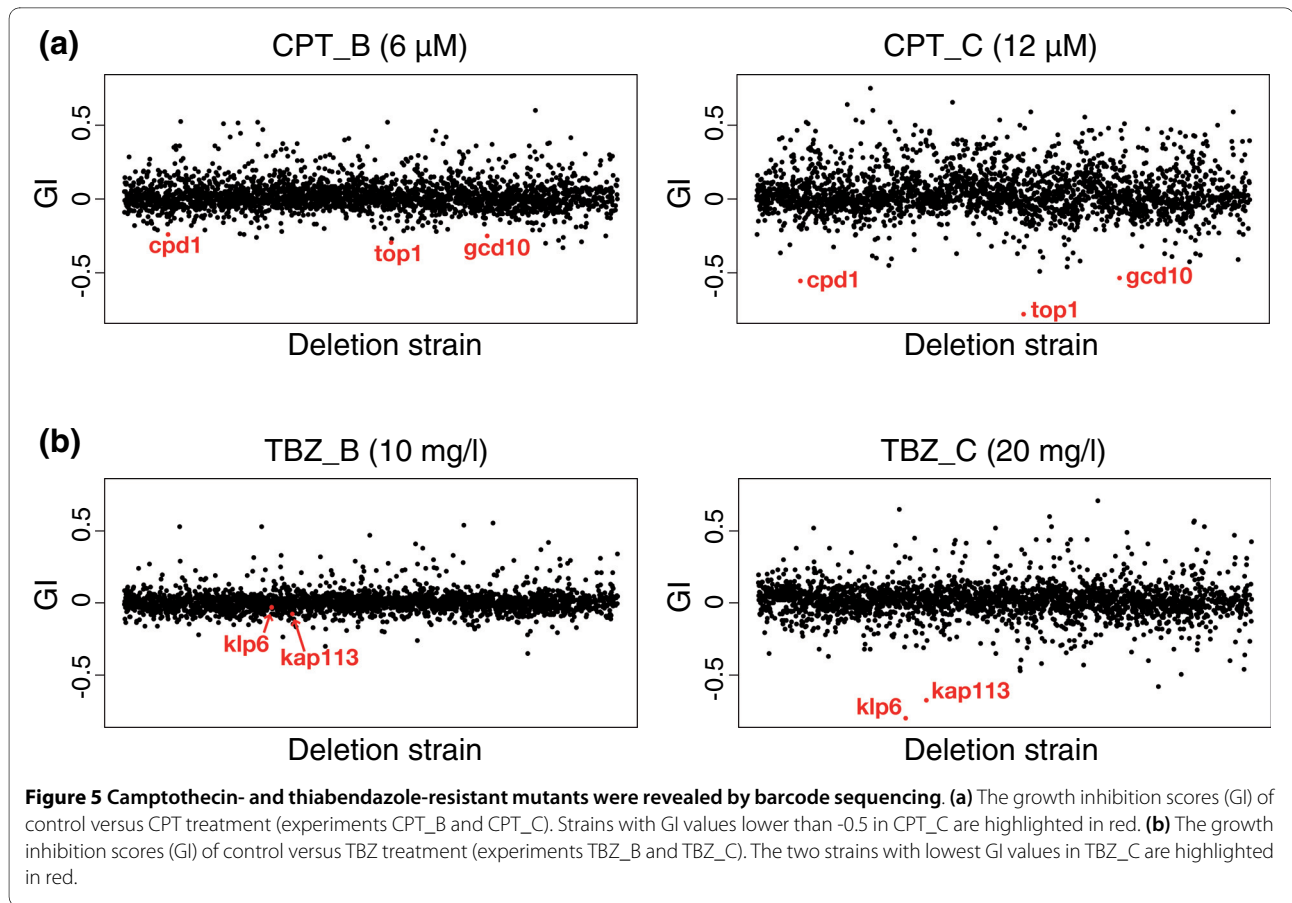 (a)
CPT_B (6 µM)
CPT_C (12 µM)
GI
0.5
0
-0.5
cpd1
top1
gcd10
Deletion strain
GI
0.5
0
-0.5
cpd1
top1
gcd10
Deletion strain
(b)
TBZ_B (10 mg/l)
TBZ_C (20 mg/l)
GI
0.5
0
-0.5
klp6
kap113
Deletion strain
GI
0.5
0
-0.5
klp6
kap113
Deletion strain
Figure 5 Camptothecin- and thiabendazole-resistant mutants were revealed by barcode sequencing. (a) The growth inhibition scores (GI) of
control versus CPT treatment (experiments CPT_B and CPT_C). Strains with GI values lower than -0.5 in CPT_C are highlighted in red. (b) The growth
inhibition scores (GI) of control versus TBZ treatment (experiments TBZ_B and TBZ_C). The two strains with lowest GI values in TBZ_C are highlighted
in red.